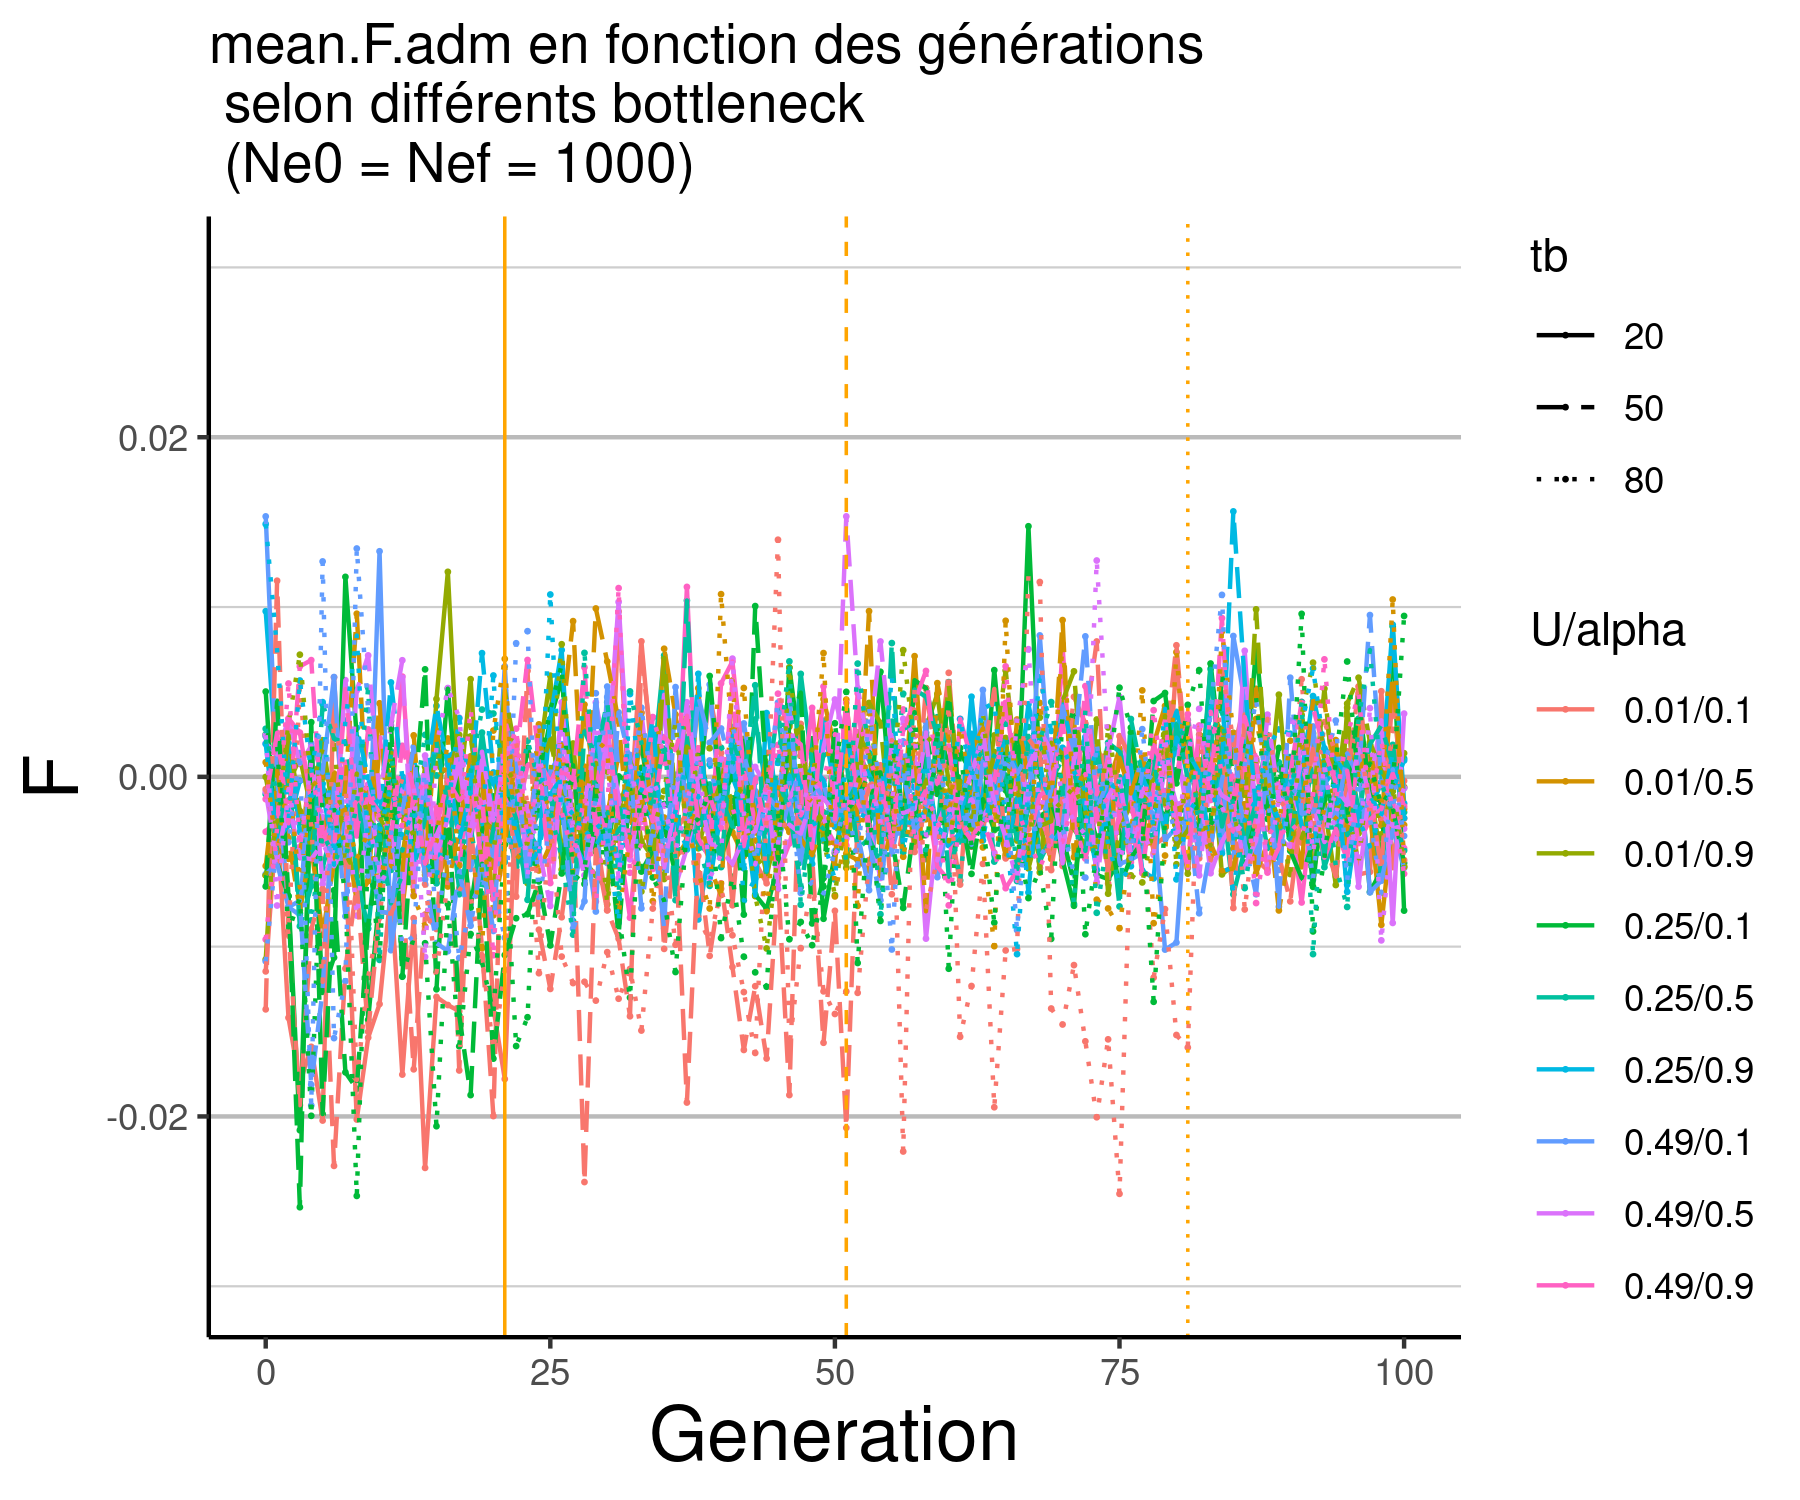 mean.F.adm en fonction des générations
selon différents bottleneck
(Ne0 = Nef = 1000)
F
0.02
0.00
-0.02
0
25
50
75
100
Generation
tb
20
50
80
U/alpha
0.01/0.1
0.01/0.5
0.01/0.9
0.25/0.1
0.25/0.5
0.25/0.9
0.49/0.1
0.49/0.5
0.49/0.9